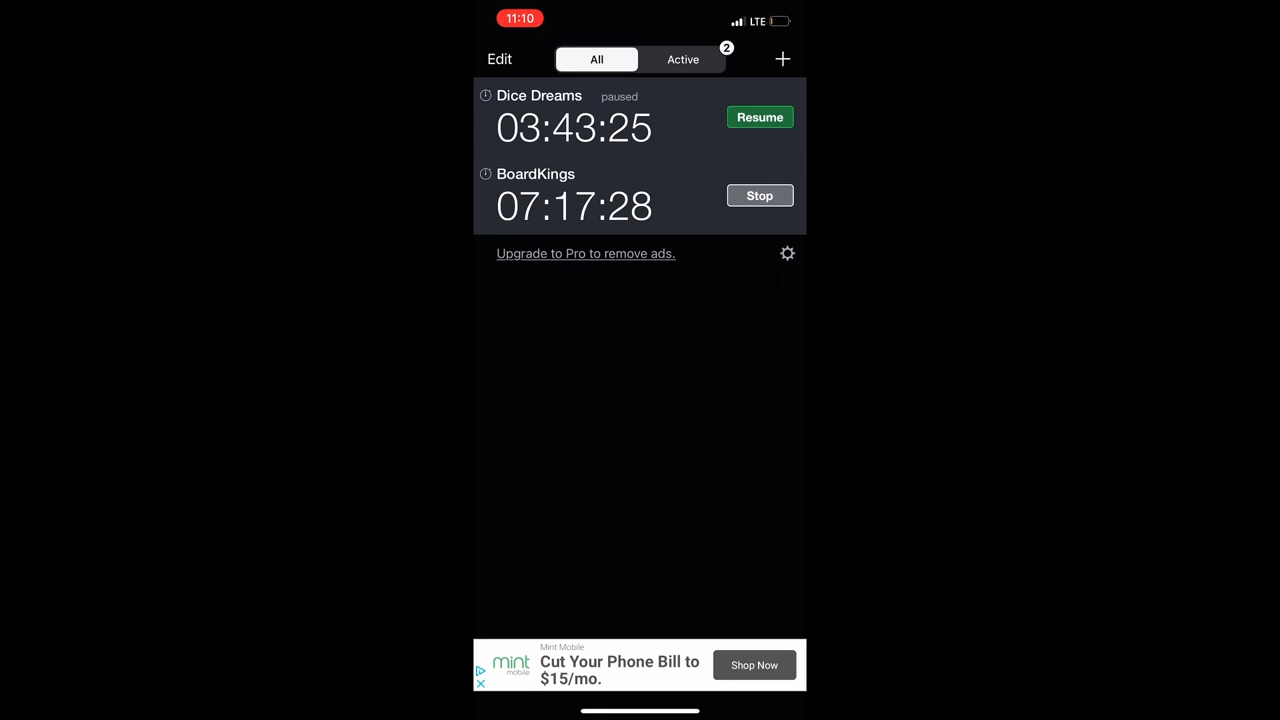 11:10
LTE
Edit
All
Active
2
+
Dice Dreams paused
03:43:25
Resume
BoardKings
07:17:28
Stop
Upgrade to Pro to remove ads.
mint
mobile
Mint Mobile
Cut Your Phone Bill to
$15/mo.
Shop Now